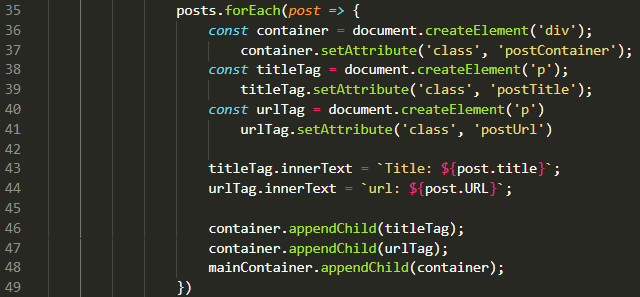 35 posts.forEach(post => {
36 const container = document.createElement('div');
37 container.setAttribute('class', 'postContainer');
38 const titleTag = document.createElement('p');
39 titleTag.setAttribute('class', 'postTitle');
40 const urlTag = document.createElement('p')
41 urlTag.setAttribute('class', 'postUrl')
42
43 titleTag.innerText = `Title: ${post.title}`;
44 urlTag.innerText = `url: ${post.URL}`;
45
46 container.appendChild(titleTag);
47 container.appendChild(urlTag);
48 mainContainer.appendChild(container);
49 })